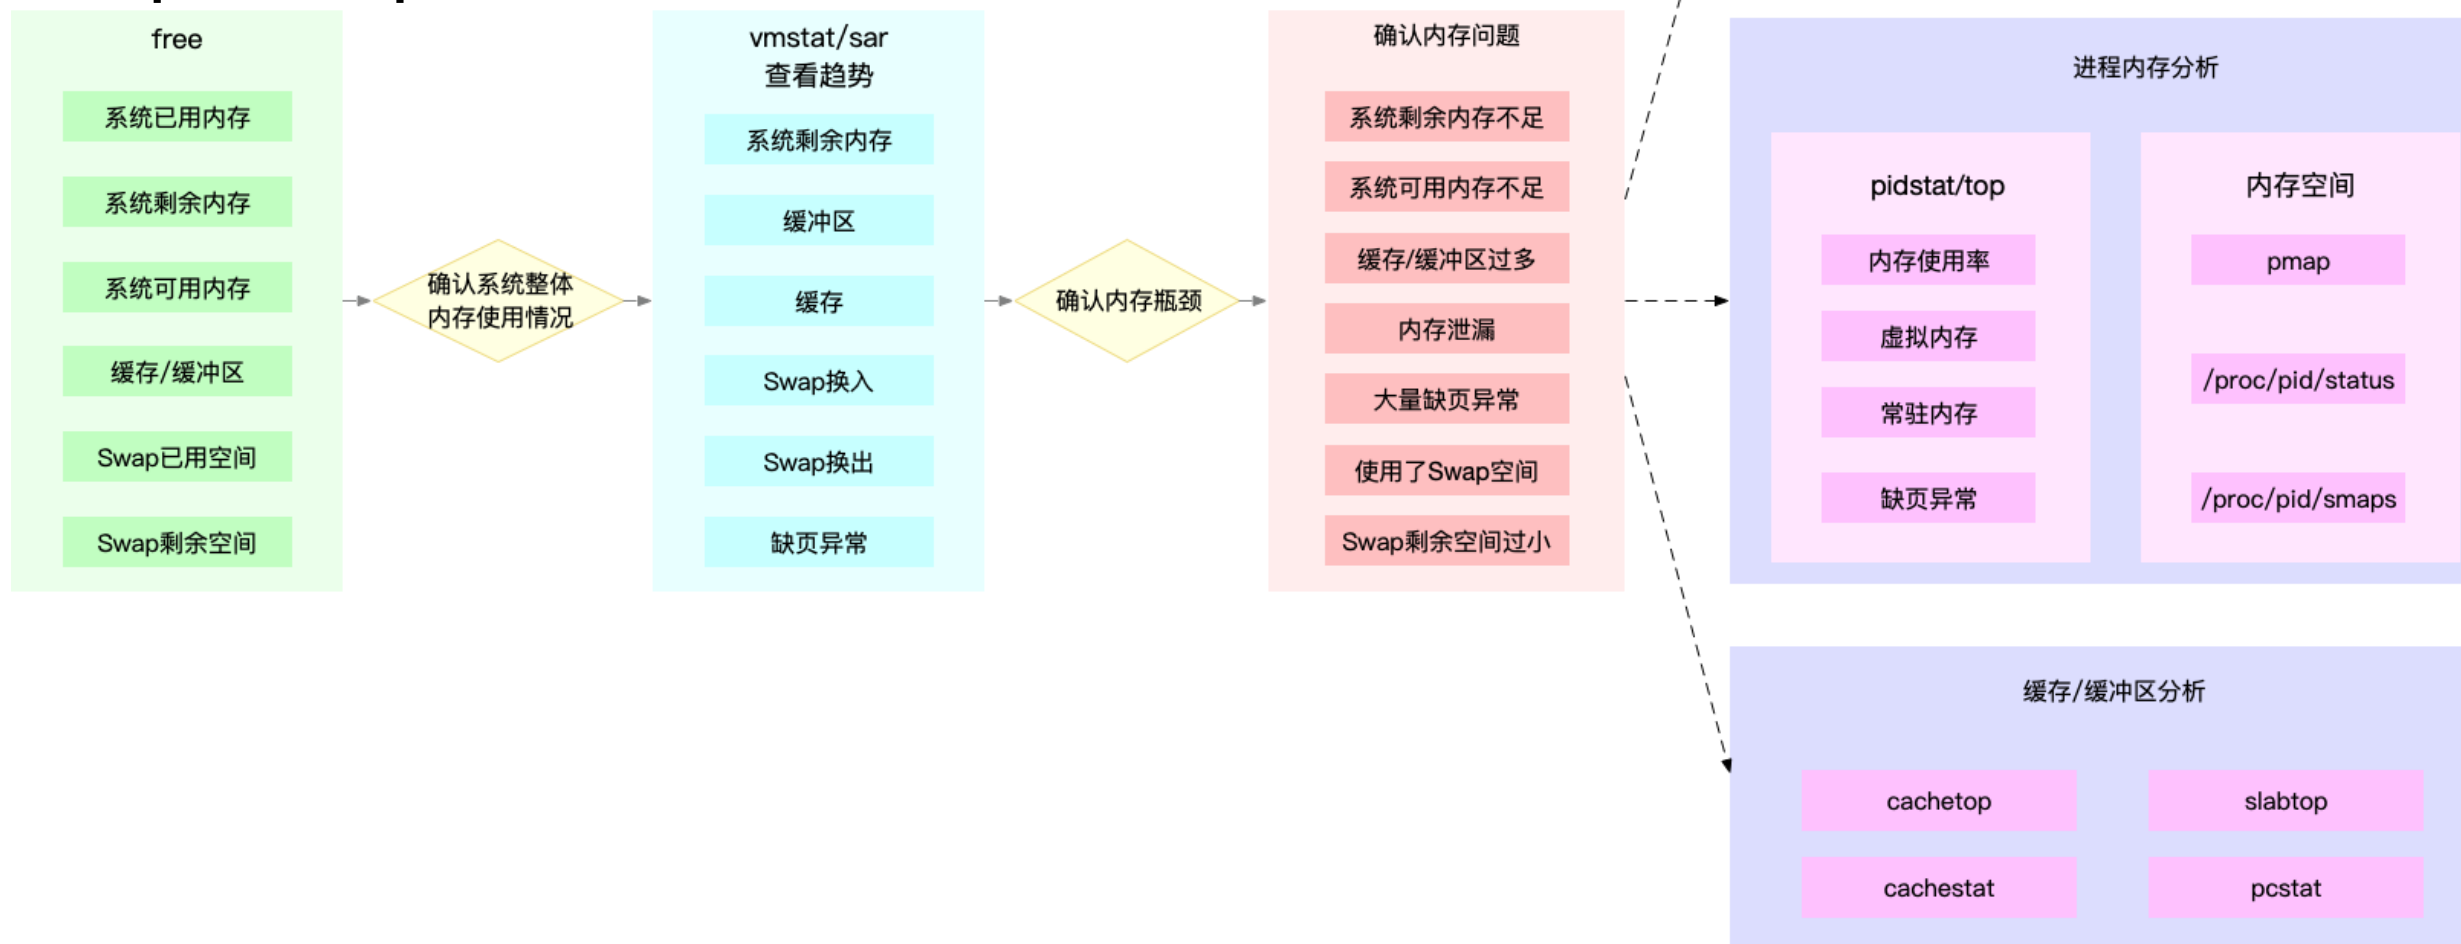 free
系统已用内存
系统剩余内存
系统可用内存
缓存/缓冲区
Swap已用空间
Swap剩余空间
确认系统整体
内存使用情况
vmstat/sar
查看趋势
系统剩余内存
缓冲区
缓存
Swap换入
Swap换出
缺页异常
确认内存瓶颈
确认内存问题
系统剩余内存不足
系统可用内存不足
缓存/缓冲区过多
内存泄漏
大量缺页异常
使用了Swap空间
Swap剩余空间过小
进程内存分析
pidstat/top
内存使用率
虚拟内存
常驻内存
缺页异常
内存空间
pmap
/proc/pid/status
/proc/pid/smaps
缓存/缓冲区分析
cachetop
slabtop
cachestat
pcstat